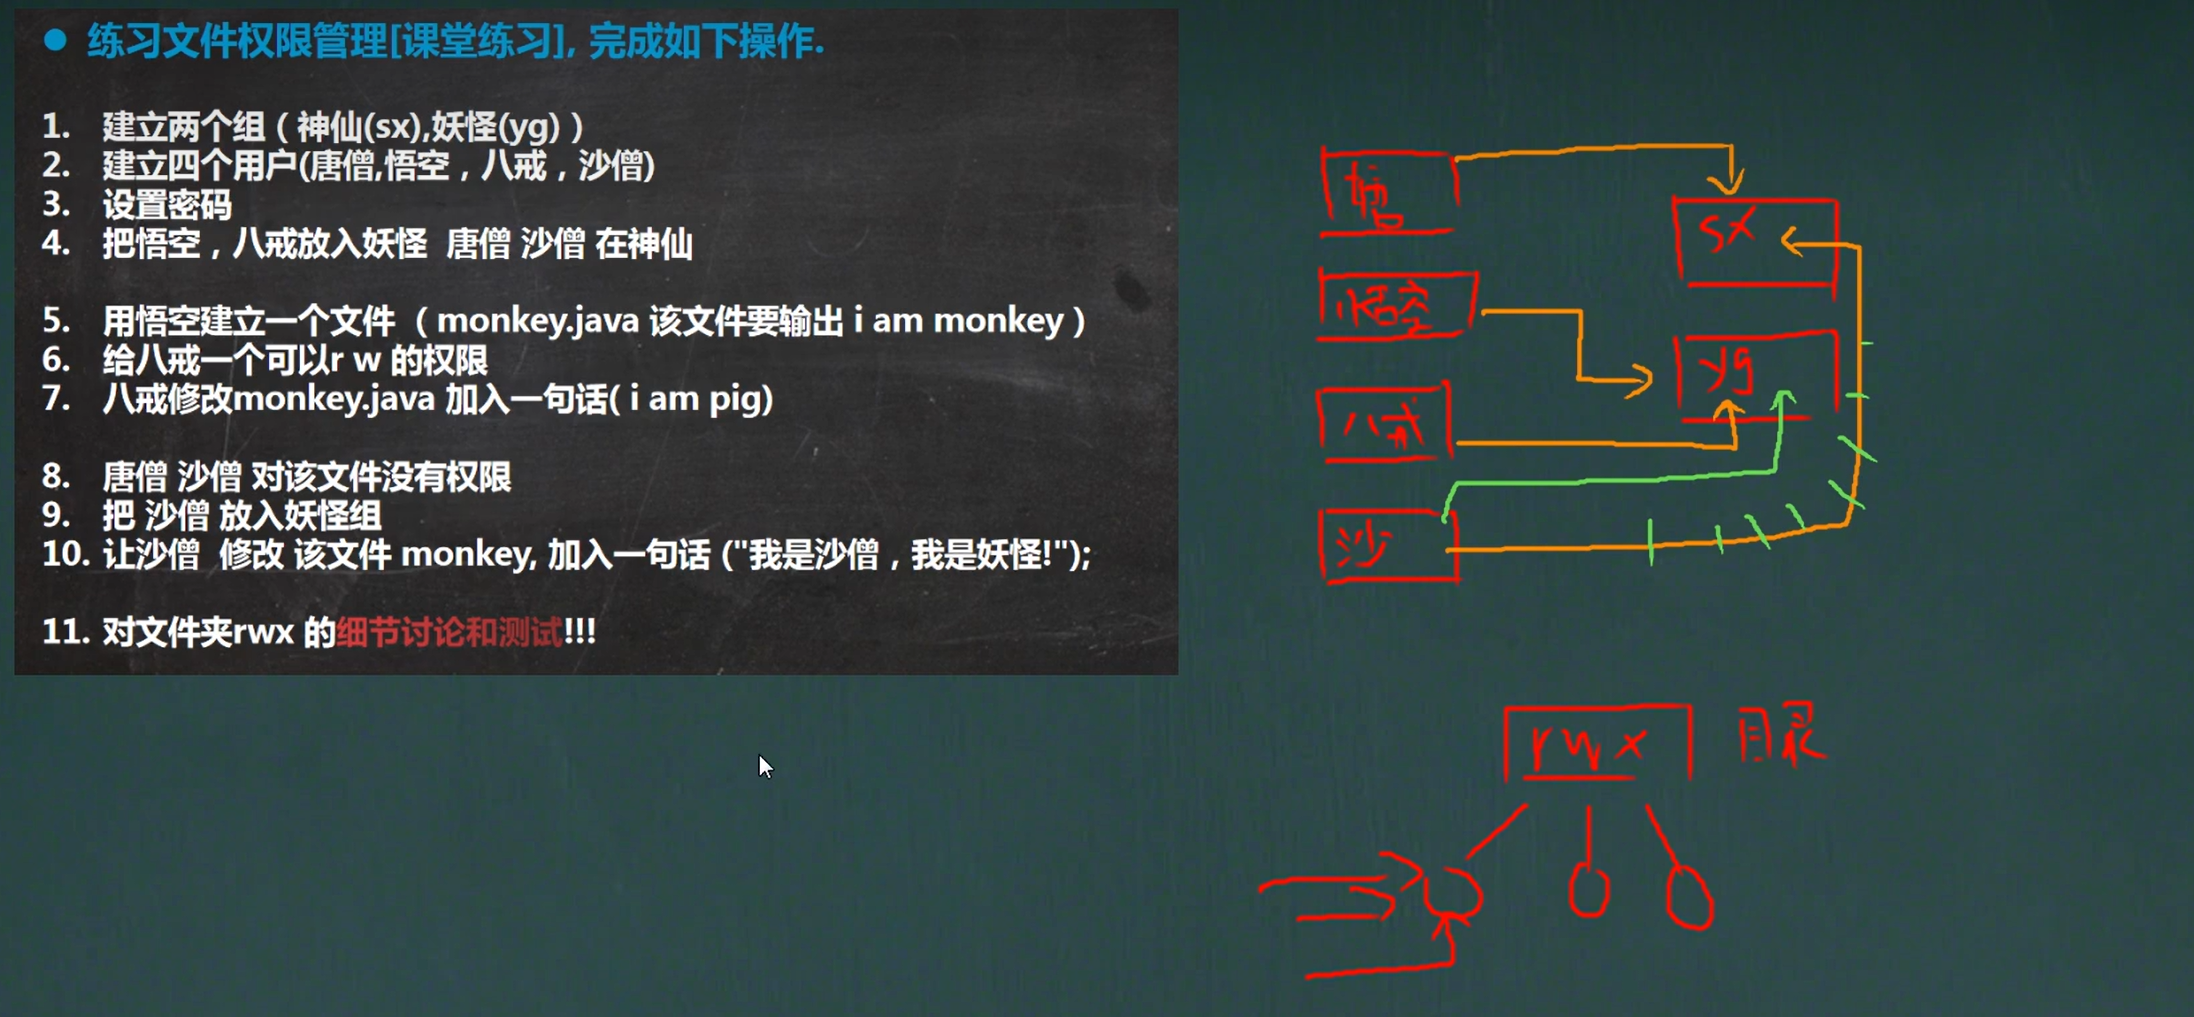 ● 练习文件权限管理[课堂练习], 完成如下操作.
1. 建立两个组（神仙(sx),妖怪(yg)）
2. 建立四个用户(唐僧,悟空，八戒，沙僧)
3. 设置密码
4. 把悟空，八戒放入妖怪 唐僧 沙僧 在神仙
5. 用悟空建立一个文件 （monkey.java 该文件要输出 i am monkey）
6. 给八戒一个可以r w 的权限
7. 八戒修改monkey.java 加入一句话( i am pig)
8. 唐僧 沙僧 对该文件没有权限
9. 把 沙僧 放入妖怪组
10. 让沙僧 修改 该文件 monkey, 加入一句话 ("我是沙僧，我是妖怪!");
11. 对文件夹rwx 的细节讨论和测试!!!
sx
悟空
yg
八戒
沙
rwx 目录